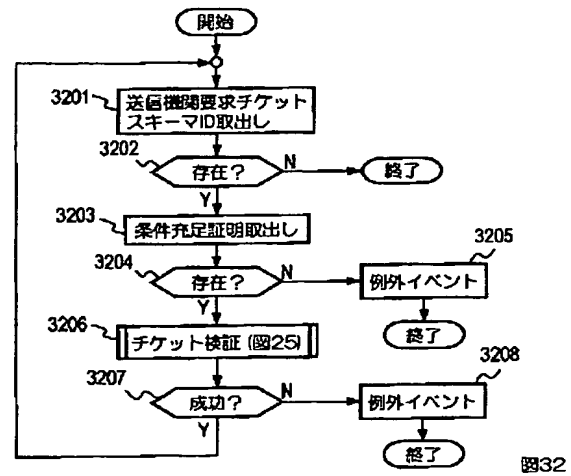 開始
3201
送信機関要求チケット
スキーマID取出し
3202
存在?
N
終了
Y
3203
条件充足証明取出し
3204
存在?
N
3205
例外イベント
終了
Y
3206
チケット検証(図25)
3207
成功?
N
3208
例外イベント
終了
Y
図32